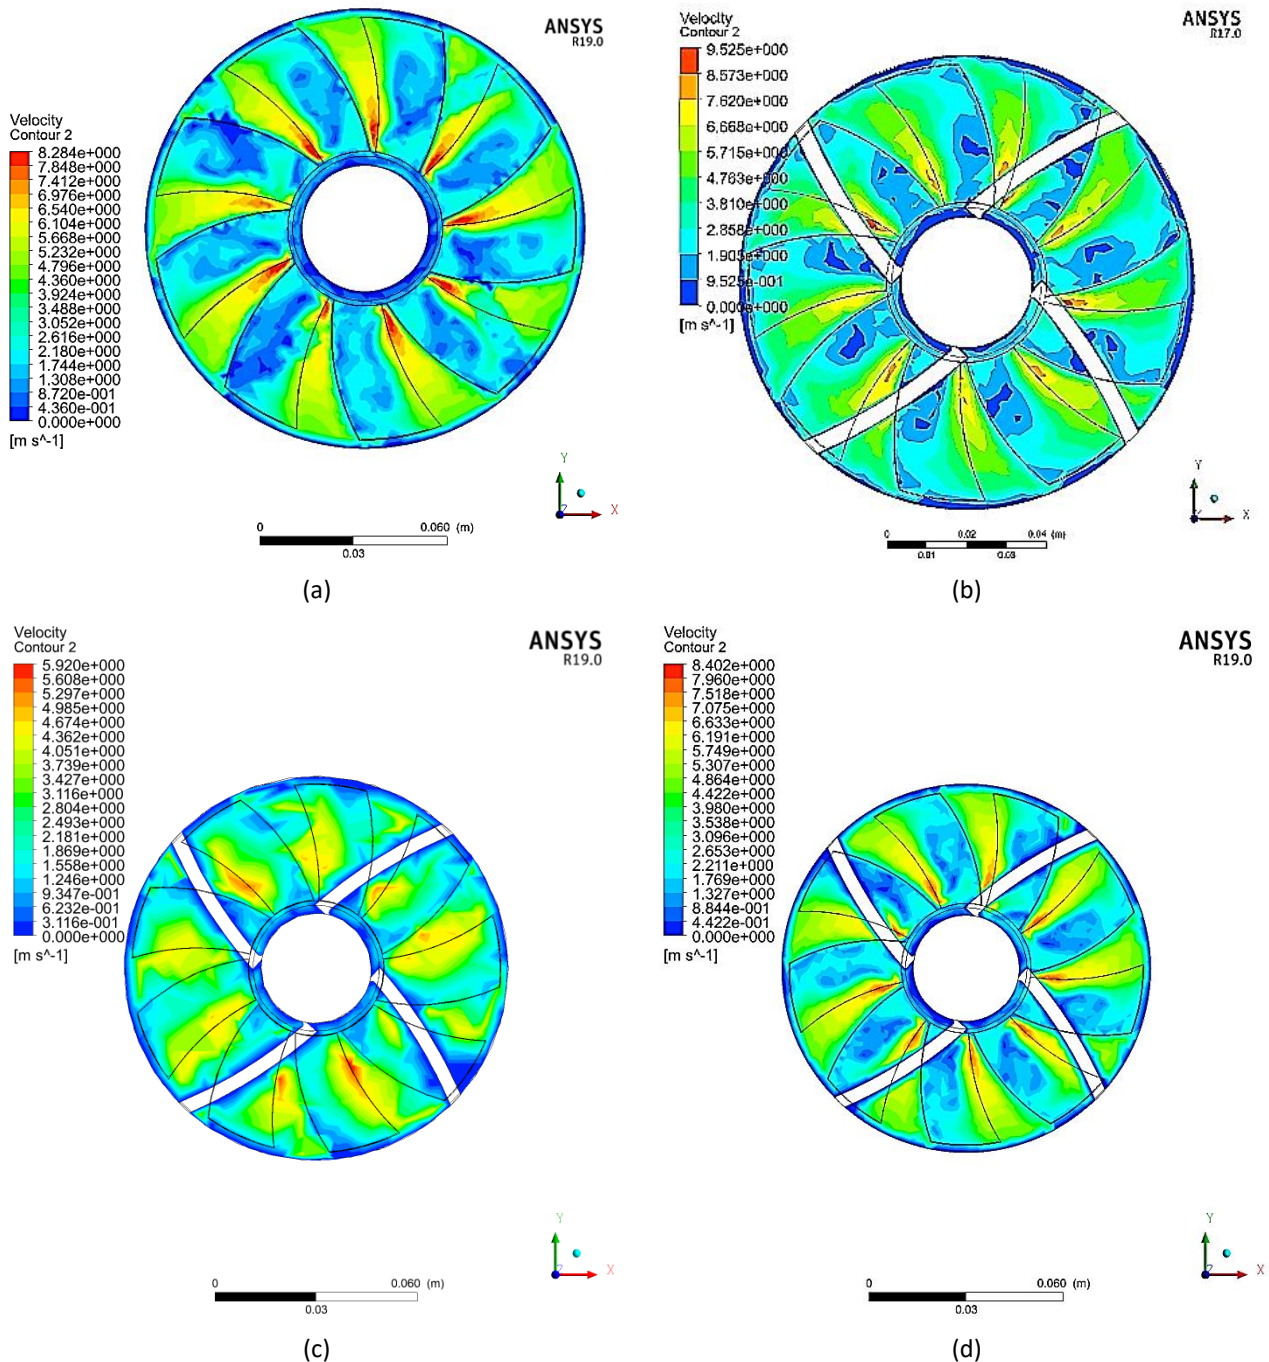 ANSYS
R19.0
Velocity
Contour 2
8.284e+000
7.848e+000
7.412e+000
6.976e+000
6.540e+000
6.104e+000
5.668e+000
5.232e+000
4.796e+000
4.360e+000
3.924e+000
3.488e+000
3.052e+000
2.616e+000
2.180e+000
1.744e+000
1.308e+000
8.720e-001
4.360e-001
0.000e+000
[m s^-1]
Y
Z
X
0
0.060 (m)
0.03
(a)
Velocity
Contour 2
ANSYS
R17.0
9.525e+000
8.573e+000
7.620e+000
6.668e+000
5.715e+000
4.763e+000
3.810e+000
2.858e+000
1.905e+000
9.525e-001
0.000e+000
[m s^-1]
Y
X
0
0.02
0.04 (m)
0.01
0.03
(b)
Velocity
Contour 2
ANSYS
R19.0
5.920e+000
5.608e+000
5.297e+000
4.985e+000
4.674e+000
4.362e+000
4.051e+000
3.739e+000
3.427e+000
3.116e+000
2.804e+000
2.493e+000
2.181e+000
1.869e+000
1.558e+000
1.246e+000
9.347e-001
6.232e-001
3.116e-001
0.000e+000
[m s^-1]
Y
Z
X
0
0.060 (m)
0.03
(c)
Velocity
Contour 2
ANSYS
R19.0
8.402e+000
7.960e+000
7.518e+000
7.075e+000
6.633e+000
6.191e+000
5.749e+000
5.307e+000
4.864e+000
4.422e+000
3.980e+000
3.538e+000
3.096e+000
2.653e+000
2.211e+000
1.769e+000
1.327e+000
8.844e-001
4.422e-001
0.000e+000
[m s^-1]
Y
Z
X
0
0.060 (m)
0.03
(d)